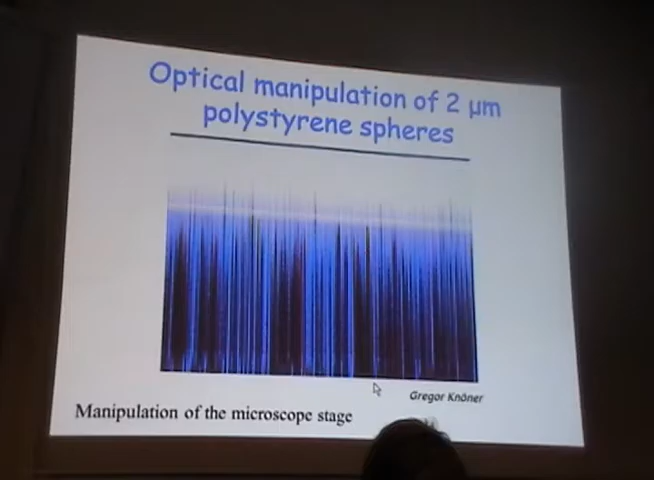 Optical manipulation of 2 μm
polystyrene spheres
Gregor Knöner
Manipulation of the microscope stage